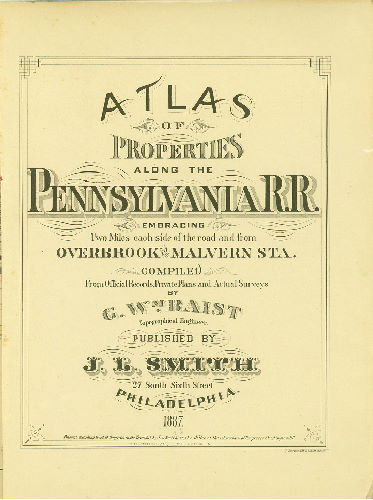 ATLAS
OF
PROPERTIES
ALONG THE
PENNSYLVANIA R.R.
EMBRACING
Two Miles each side of the road and from
OVERBROOK TO MALVERN STA.
COMPILED
From Official Records, Private Plans and Actual Surveys
BY
G. Wm BAIST
Topographical Engineer.
PUBLISHED BY
J. L. SMITH
27 South Sixth Street
PHILADELPHIA.
1887.